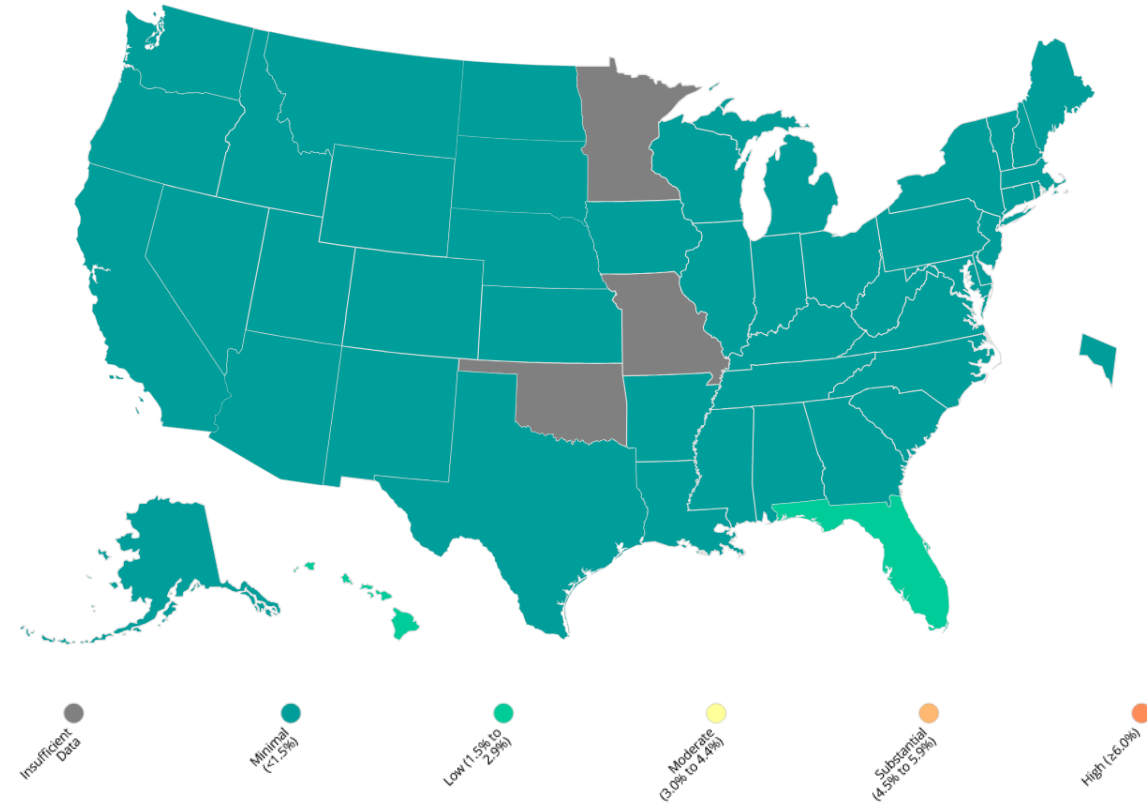 Insufficient
Data
Minimal
(<1.5%)
Low (1.5% to
2.9%)
Moderate
(3.0% to 4.4%)
Substantial
(4.5% to 5.9%)
High (≥6.0%)